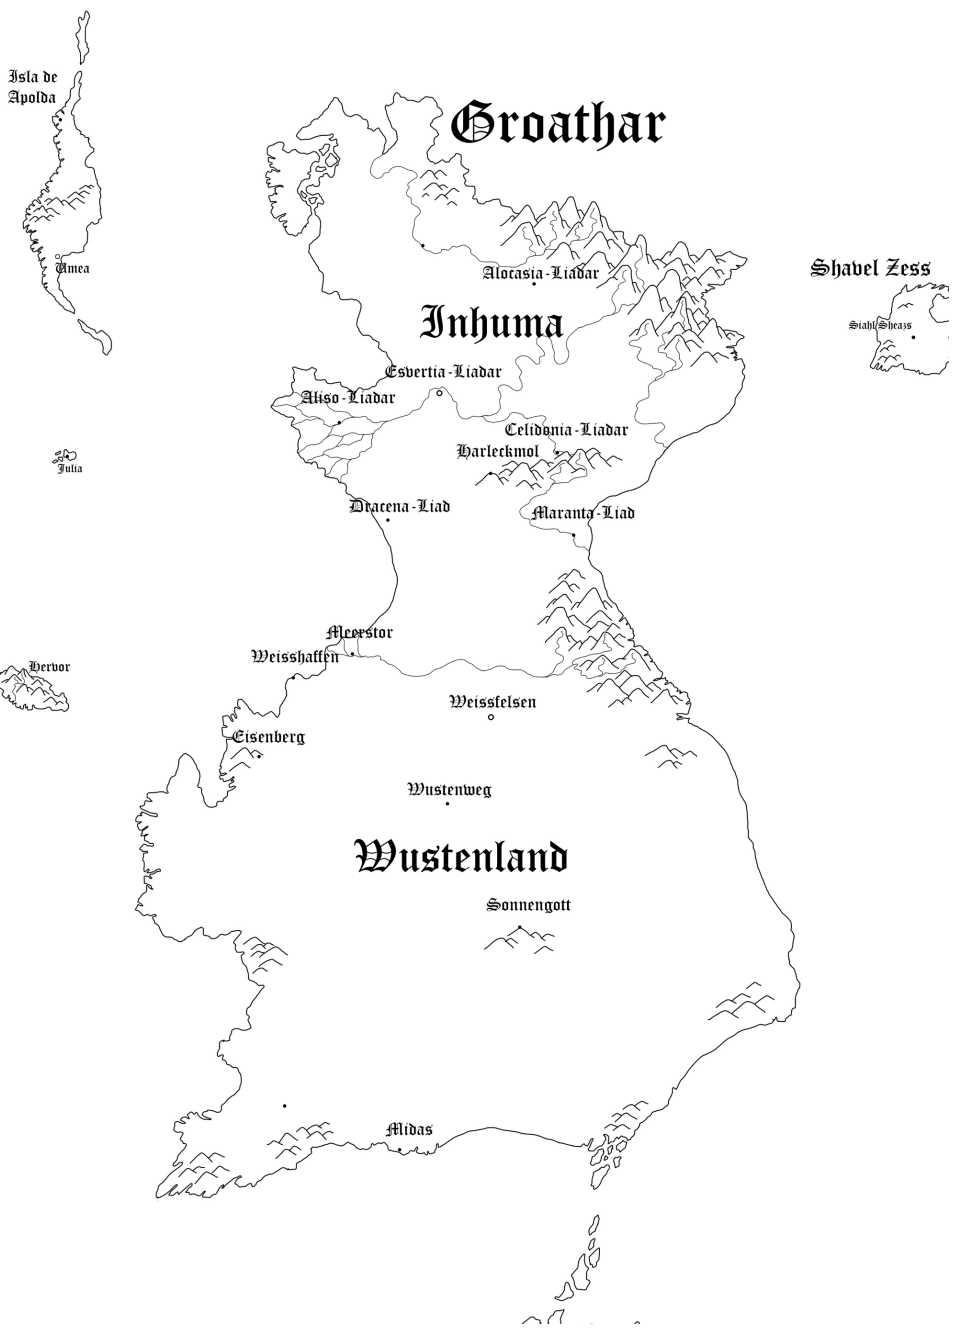 Isla de
Apolda
Groathar
Umea
Alocasia-Liadar
Shavel Zess
Inhuma
Siahl Sheazs
Esvertia-Liadar
Aliso-Liadar
Celidonia-Liadar
Harleckmol
Julia
Dracena-Liad
Maranta-Liad
Meerstor
Weisshaffen
Hervor
Weissfelsen
Eisenberg
Wustenweg
Wustenland
Sonnengott
Midas